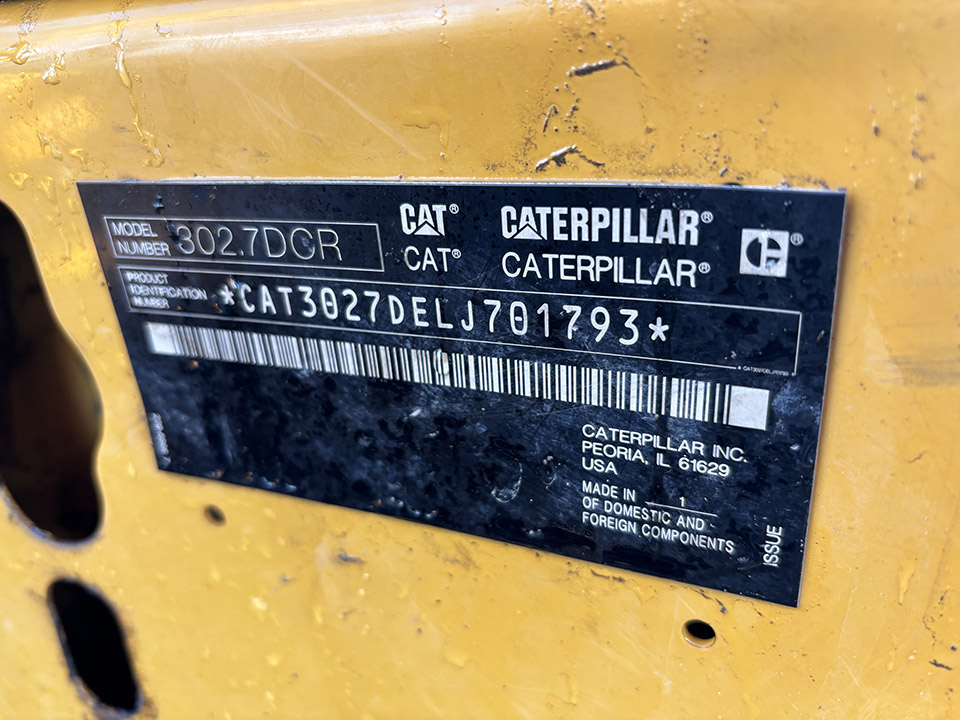 MODEL
NUMBER 302.7DCR
CAT® CATERPILLAR®
CAT® CATERPILLAR®
C®
PRODUCT
IDENTIFICATION
NUMBER
*CAT3027DELJ701793*
CATERPILLAR INC.
PEORIA, IL 61629
USA
MADE IN 1
OF DOMESTIC AND
FOREIGN COMPONENTS
ISSUE